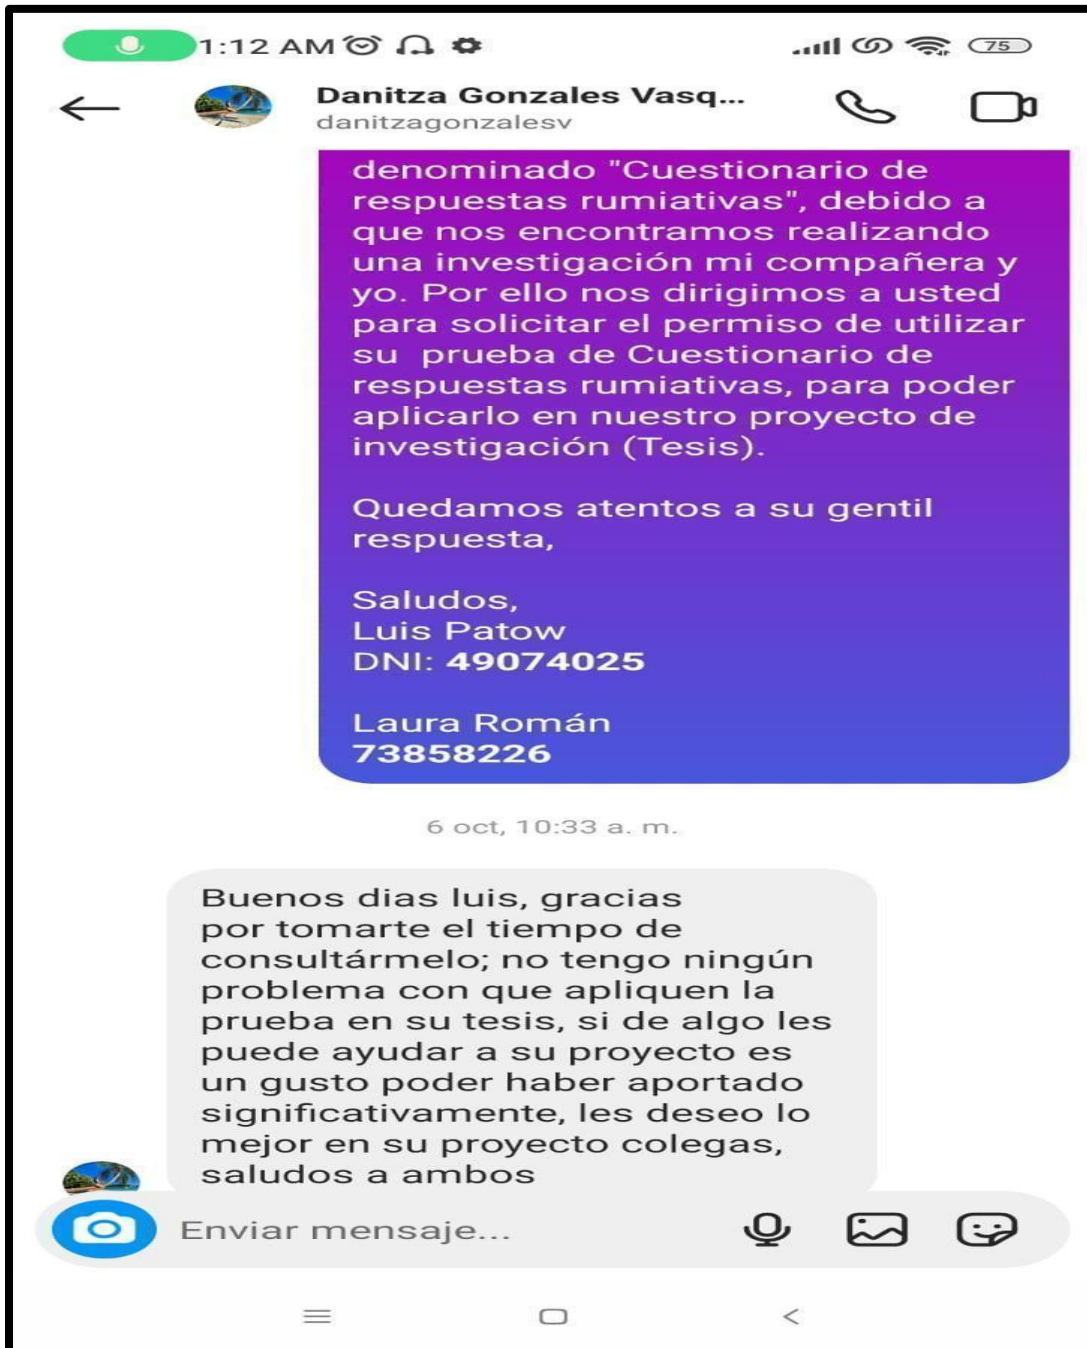 1:12 AM
75
Danitza Gonzales Vasq...
danitzagonzalesv
denominado "Cuestionario de
respuestas rumiativas", debido a
que nos encontramos realizando
una investigación mi compañera y
yo. Por ello nos dirigimos a usted
para solicitar el permiso de utilizar
su prueba de Cuestionario de
respuestas rumiativas, para poder
aplicarlo en nuestro proyecto de
investigación (Tesis).
Quedamos atentos a su gentil
respuesta,
Saludos,
Luis Patow
DNI: 49074025
Laura Román
73858226
6 oct, 10:33 a. m.
Buenos dias luis, gracias
por tomarte el tiempo de
consultármelo; no tengo ningún
problema con que apliquen la
prueba en su tesis, si de algo les
puede ayudar a su proyecto es
un gusto poder haber aportado
significativamente, les deseo lo
mejor en su proyecto colegas,
saludos a ambos
Enviar mensaje...